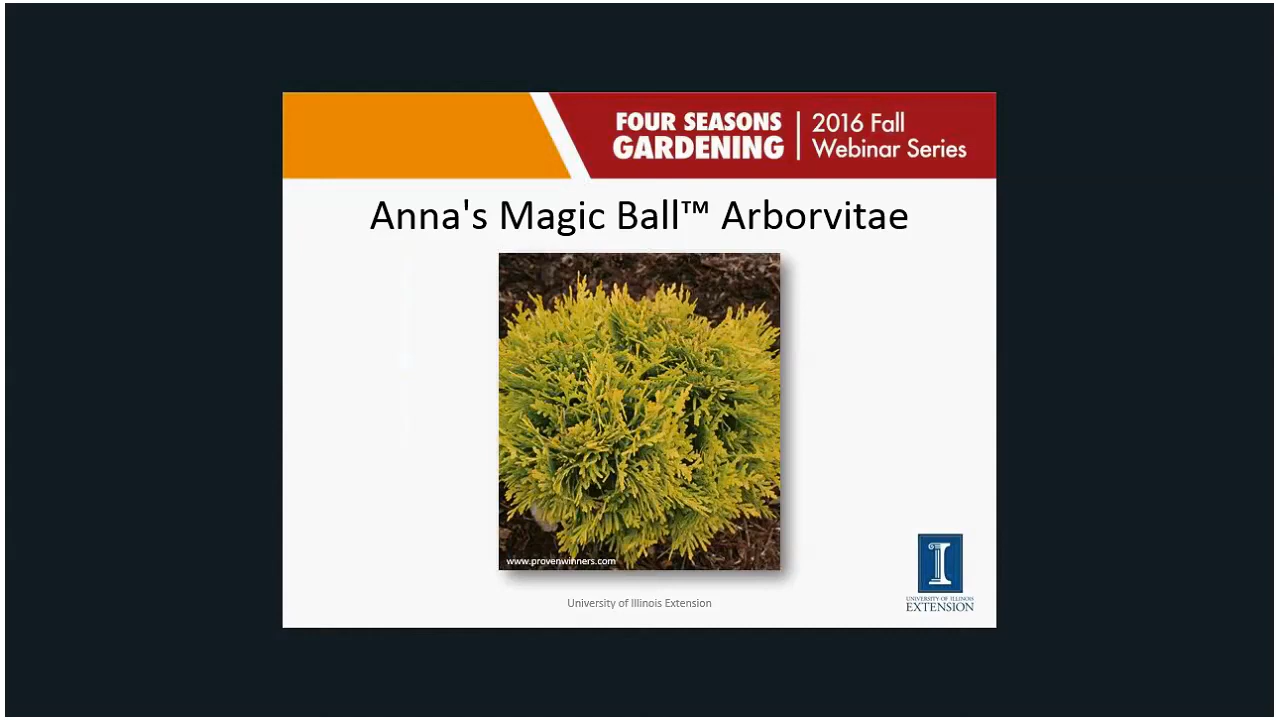 FOUR SEASONS
GARDENING
2016 Fall
Webinar Series
Anna's Magic Ball™ Arborvitae
www.provenwinners.com
University of Illinois Extension
I
UNIVERSITY OF ILLINOIS
EXTENSION